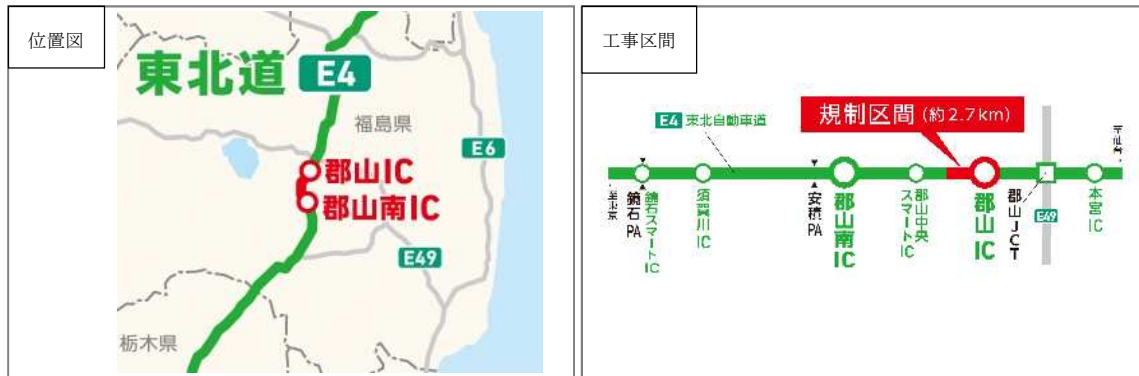 位置図
東北道 E4
福島県
E6
郡山IC
郡山南IC
E49
栃木県
工事区間
規制区間 (約2.7km)
E4 東北自動車道
至東京
鏡石PA
鏡石スマートIC
須賀川IC
安積PA
郡山南IC
郡山中央スマートIC
郡山IC
郡山JCT
E49
本宮IC